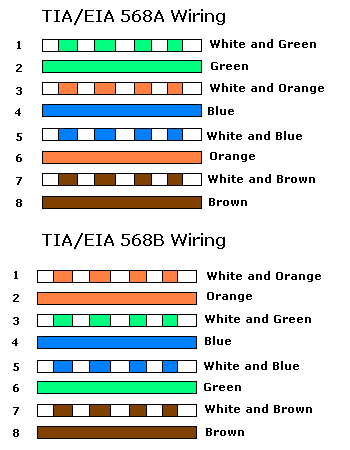 TIA/EIA 568A Wiring
1 White and Green
2 Green
3 White and Orange
4 Blue
5 White and Blue
6 Orange
7 White and Brown
8 Brown
TIA/EIA 568B Wiring
1 White and Orange
2 Orange
3 White and Green
4 Blue
5 White and Blue
6 Green
7 White and Brown
8 Brown